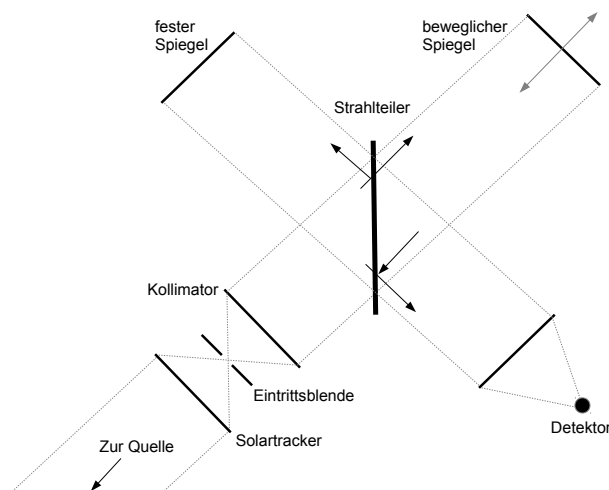 fester
Spiegel
beweglicher
Spiegel
Strahlteiler
Kollimator
Eintrittsblende
Solartracker
Zur Quelle
Detektor